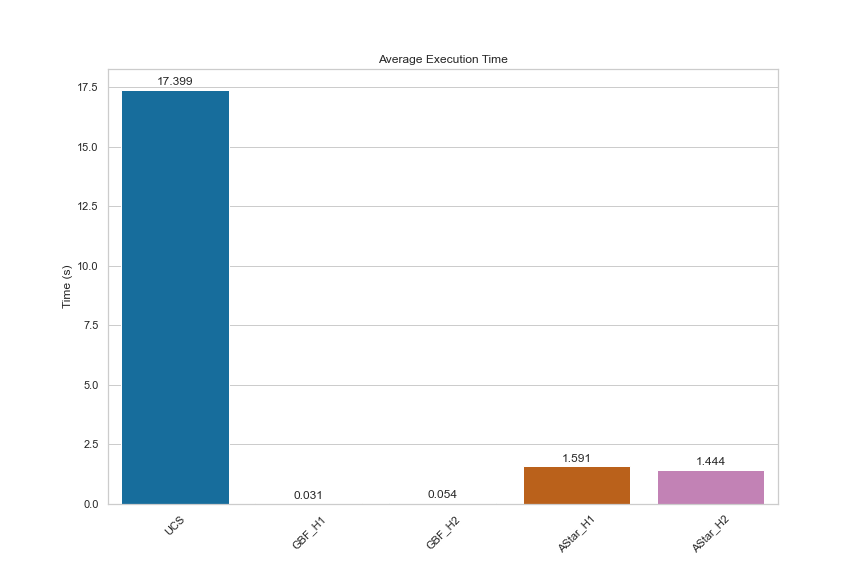 Average Execution Time
Time (s)
17.5
15.0
12.5
10.0
7.5
5.0
2.5
0.0
17.399
0.031
0.054
1.591
1.444
UCS
GBF_H1
GBF_H2
AStar_H1
AStar_H2